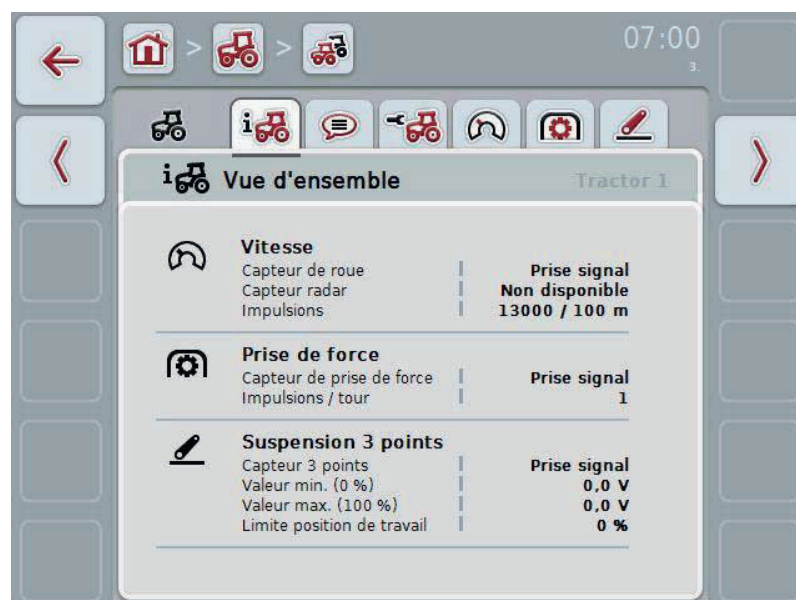 07:00
3.
Vue d'ensemble
Tractor 1
Vitesse
Capteur de roue Prise signal
Capteur radar Non disponible
Impulsions 13000 / 100 m
Prise de force
Capteur de prise de force Prise signal
Impulsions / tour 1
Suspension 3 points
Capteur 3 points Prise signal
Valeur min. (0 %) 0,0 V
Valeur max. (100 %) 0,0 V
Limite position de travail 0 %